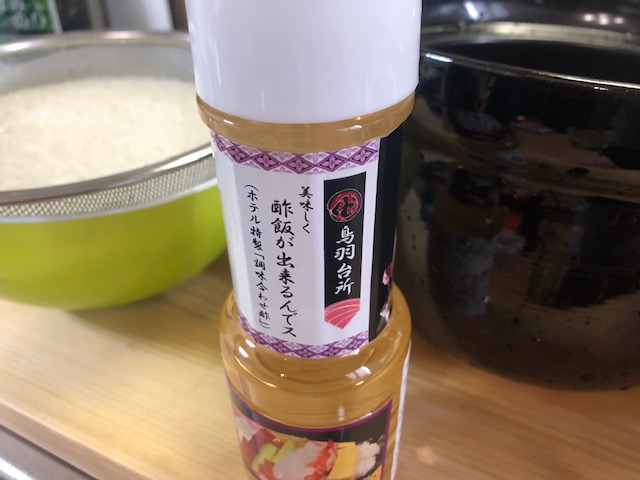 鳥羽台所
美味しく
酢飯が出来るんでス
(ホテル特製「調味合わせ酢」)